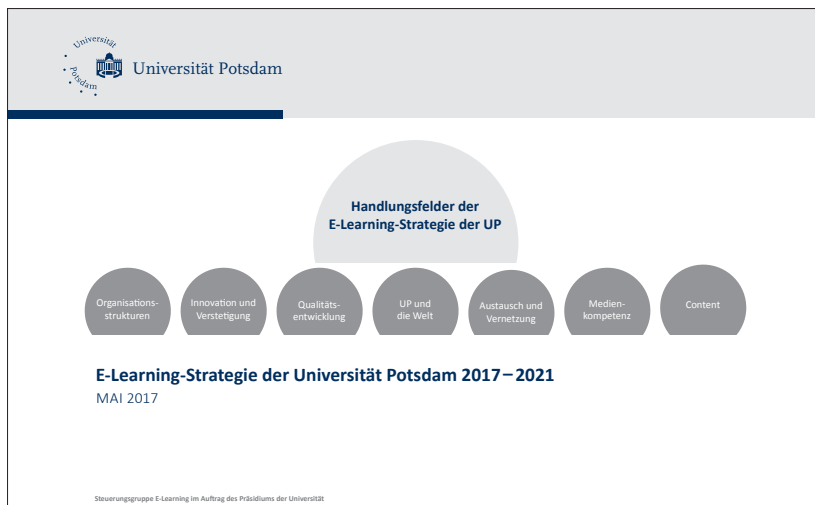 Universität
Potsdam
Universität Potsdam
Handlungsfelder der
E-Learning-Strategie der UP
Organisations-
strukturen
Innovation und
Verstetigung
Qualitäts-
entwicklung
UP und
die Welt
Austausch und
Vernetzung
Medien-
kompetenz
Content
E-Learning-Strategie der Universität Potsdam 2017–2021
MAI 2017
Steuerungsgruppe E-Learning im Auftrag des Präsidiums der Universität